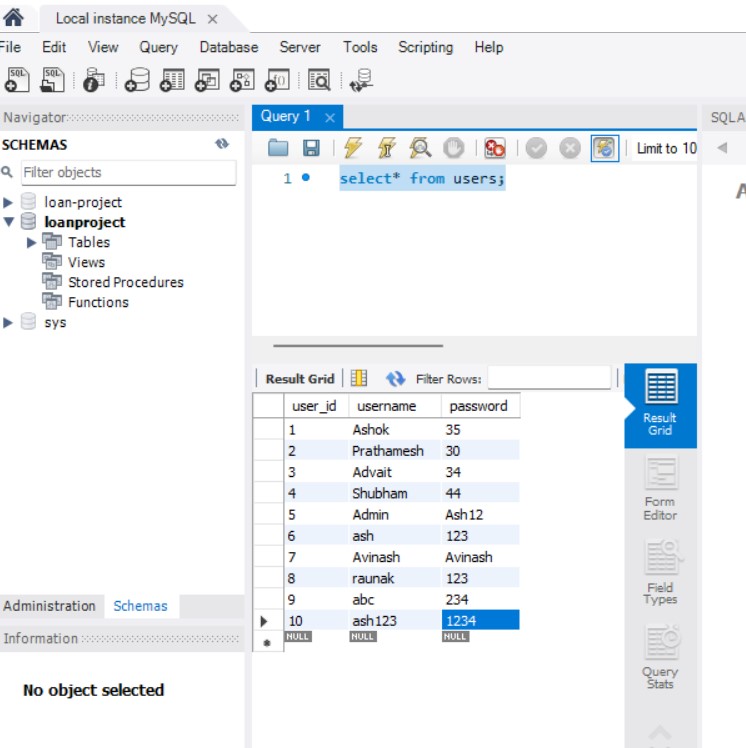 Local instance MySQL ×
File Edit View Query Database Server Tools Scripting Help
SQL SQL
Navigator
Query 1 ×
SQLA
SCHEMAS
Filter objects
Limit to 10
1 select* from users;
A
loan-project
loanproject
Tables
Views
Stored Procedures
Functions
sys
Result Grid Filter Rows:
user_id username password
1 Ashok 35
2 Prathamesh 30
3 Advait 34
4 Shubham 44
5 Admin Ash12
6 ash 123
7 Avinash Avinash
8 raunak 123
9 abc 234
10 ash123 1234
NULL NULL NULL
Result
Grid
Form
Editor
Field
Types
Query
Stats
Administration Schemas
Information
No object selected